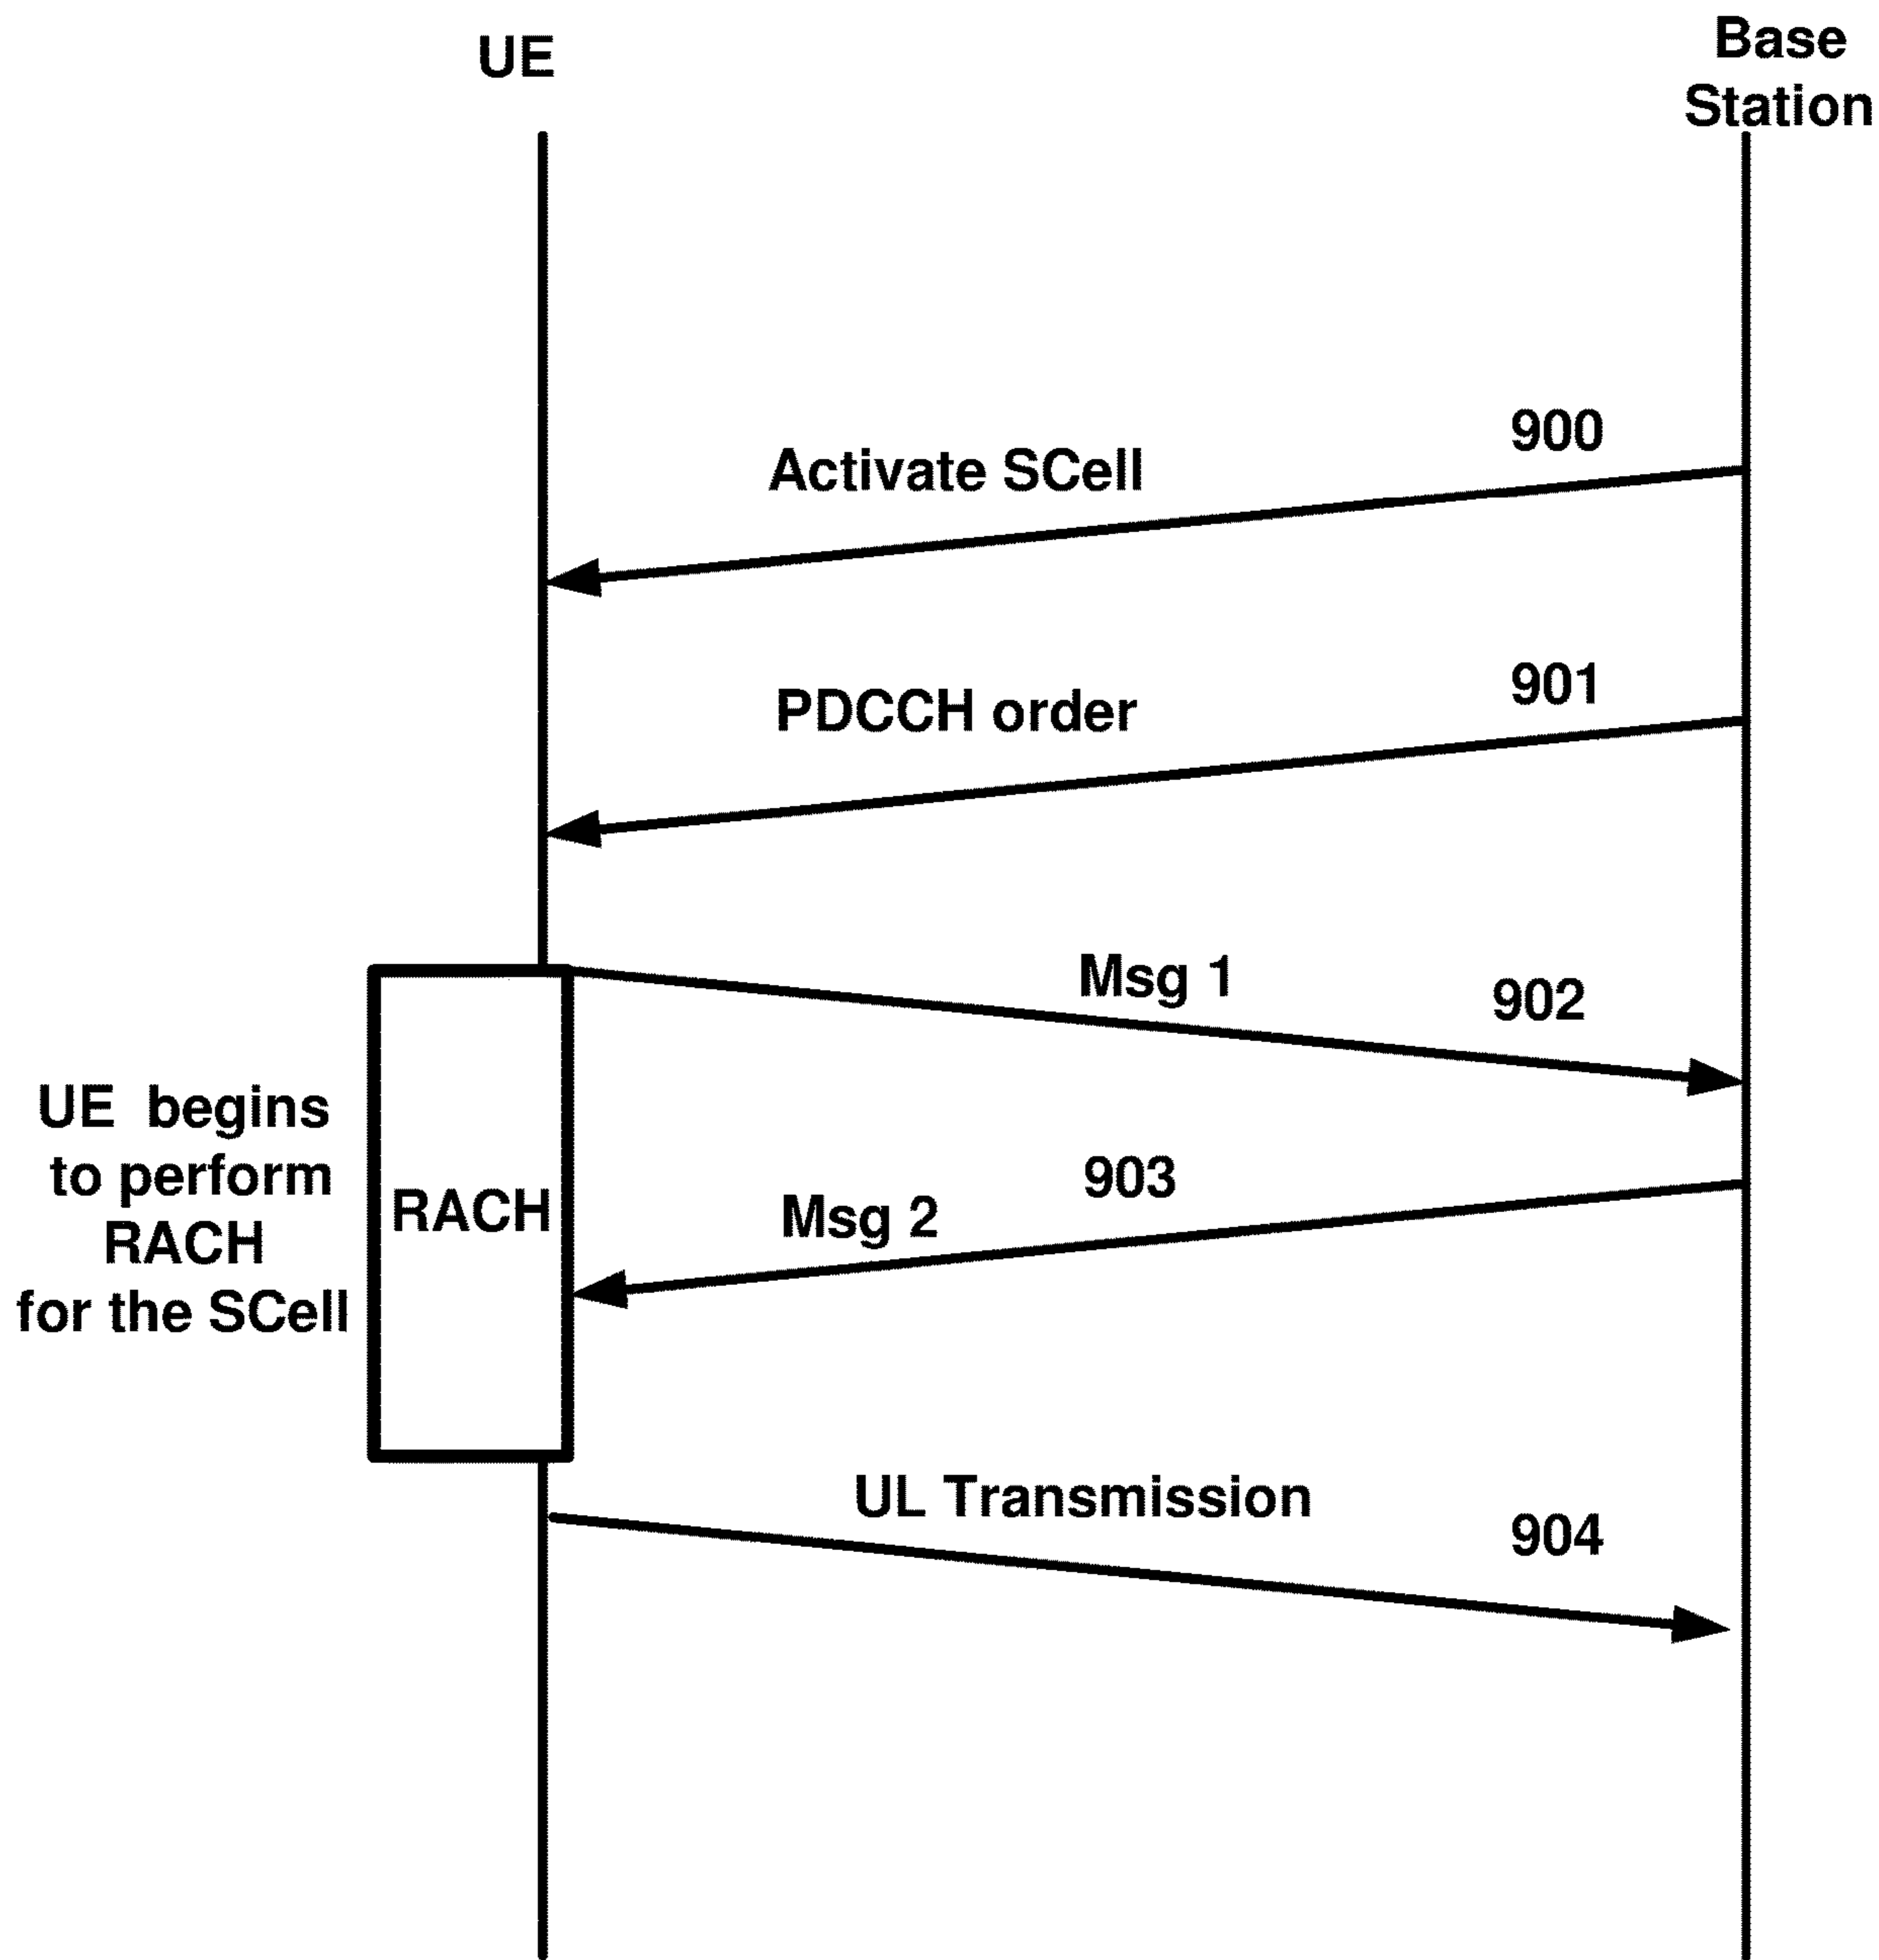 UE
Base
Station
900
Activate SCell
901
PDCCH order
Msg 1
902
UE begins
to perform
RACH
for the SCell
RACH
903
Msg 2
UL Transmission
904